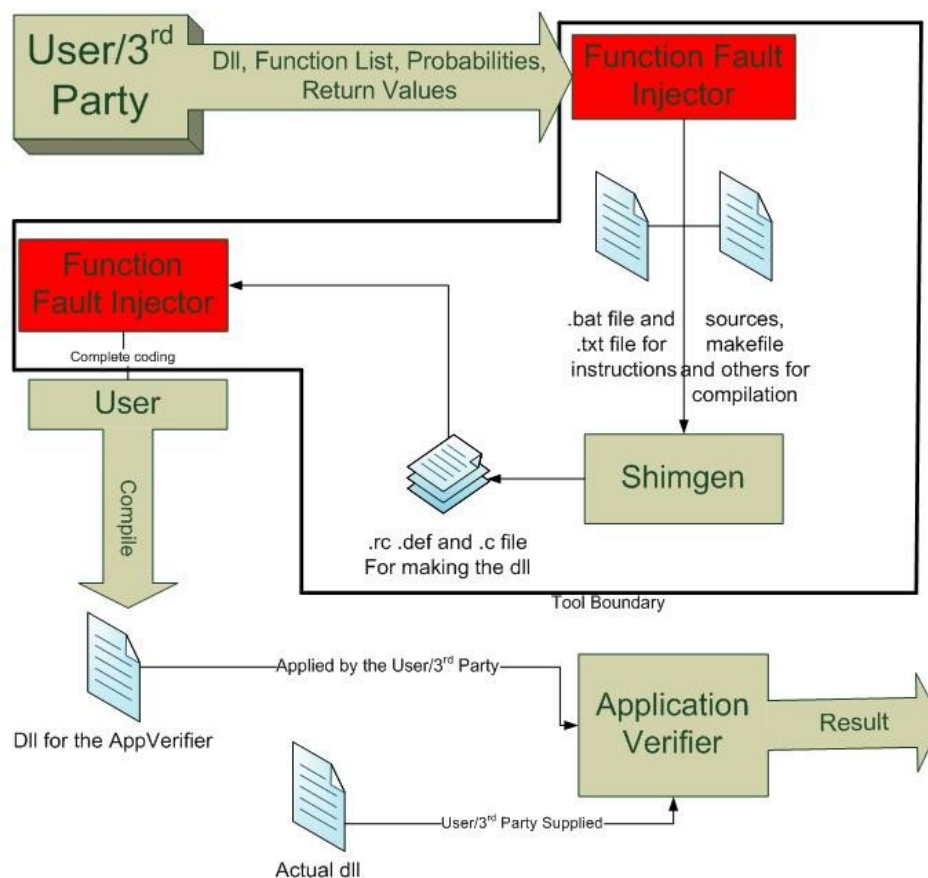 User/3rd
Party
Dll, Function List, Probabilities,
Return Values
Function Fault
Injector
Function
Fault Injector
.bat file and
.txt file for
instructions
sources,
makefile
and others for
compilation
Complete coding
User
Shimgen
Compile
.rc .def and .c file
For making the dll
Tool Boundary
Applied by the User/3rd Party
Application
Verifier
Result
Dll for the AppVerifier
User/3rd Party Supplied
Actual dll